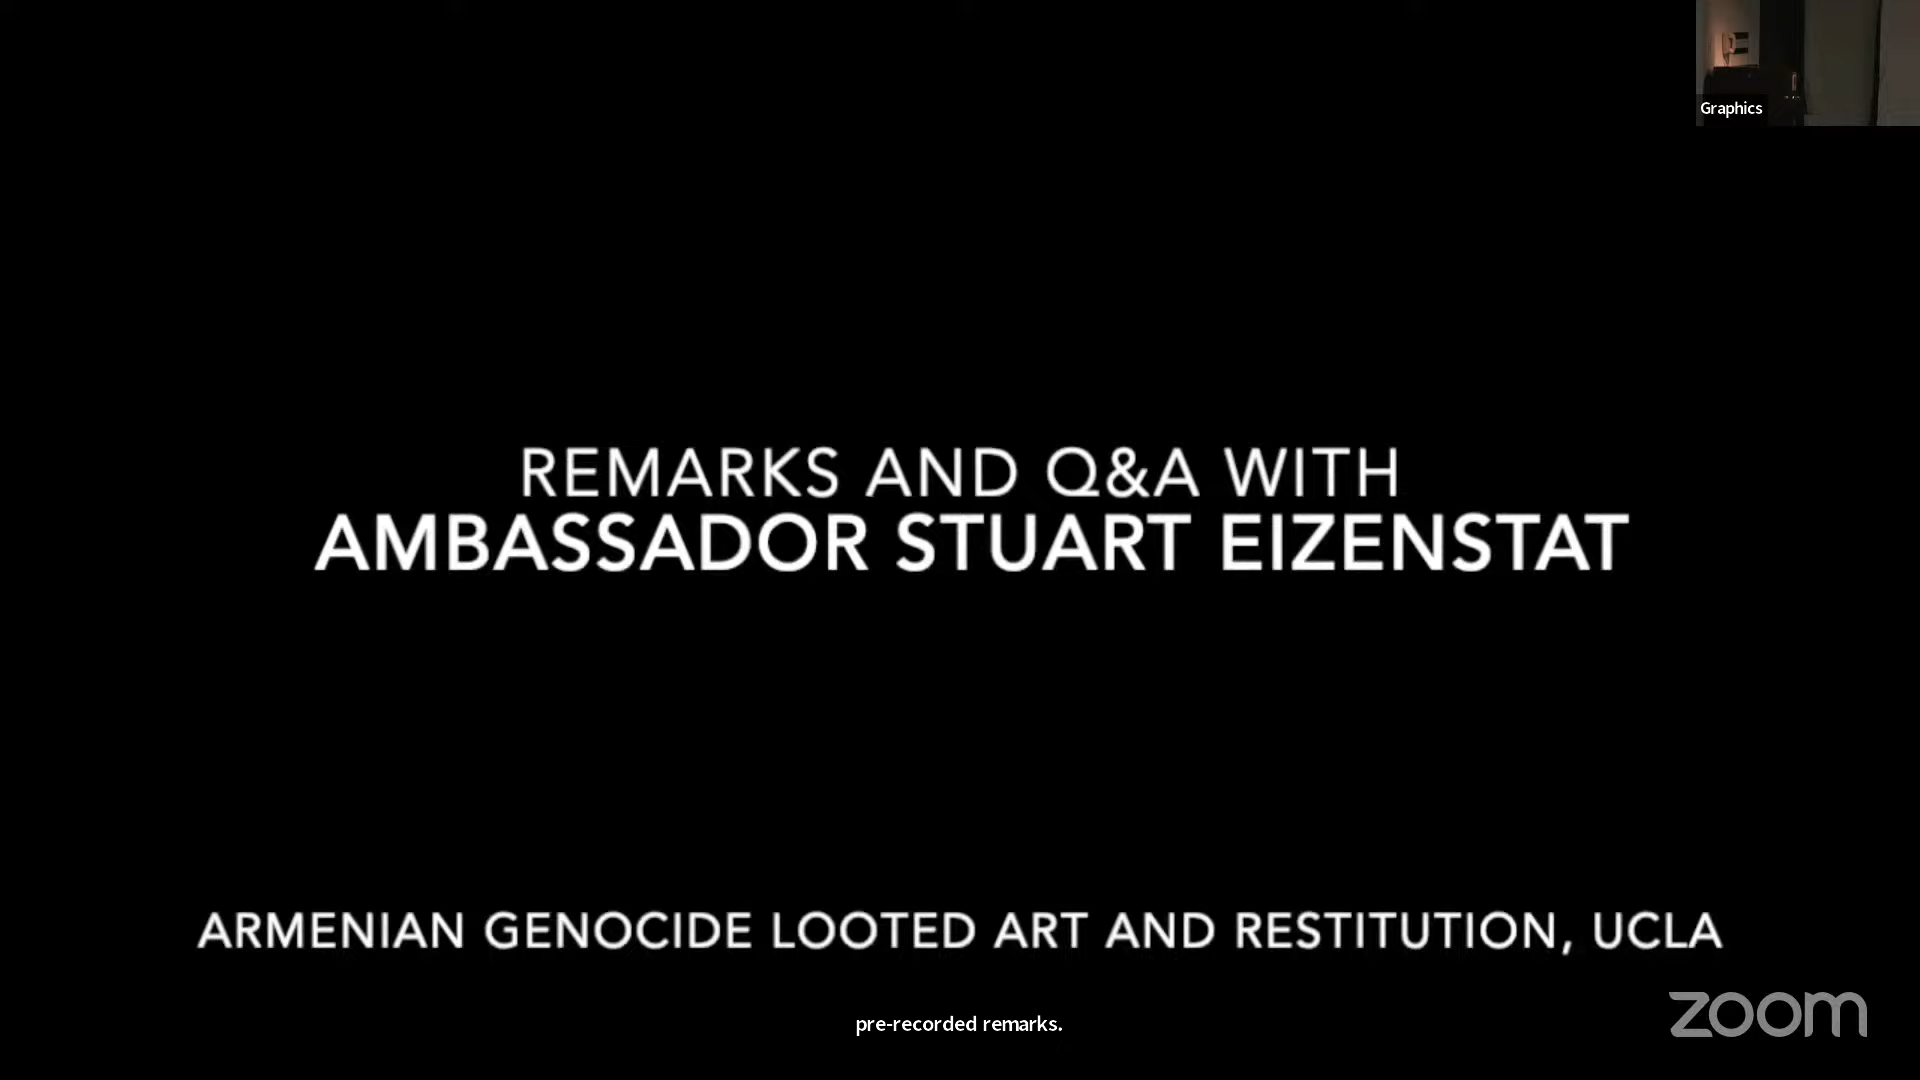 Graphics
REMARKS AND Q&A WITH
AMBASSADOR STUART EIZENSTAT
ARMENIAN GENOCIDE LOOTED ART AND RESTITUTION, UCLA
pre-recorded remarks.
zoom